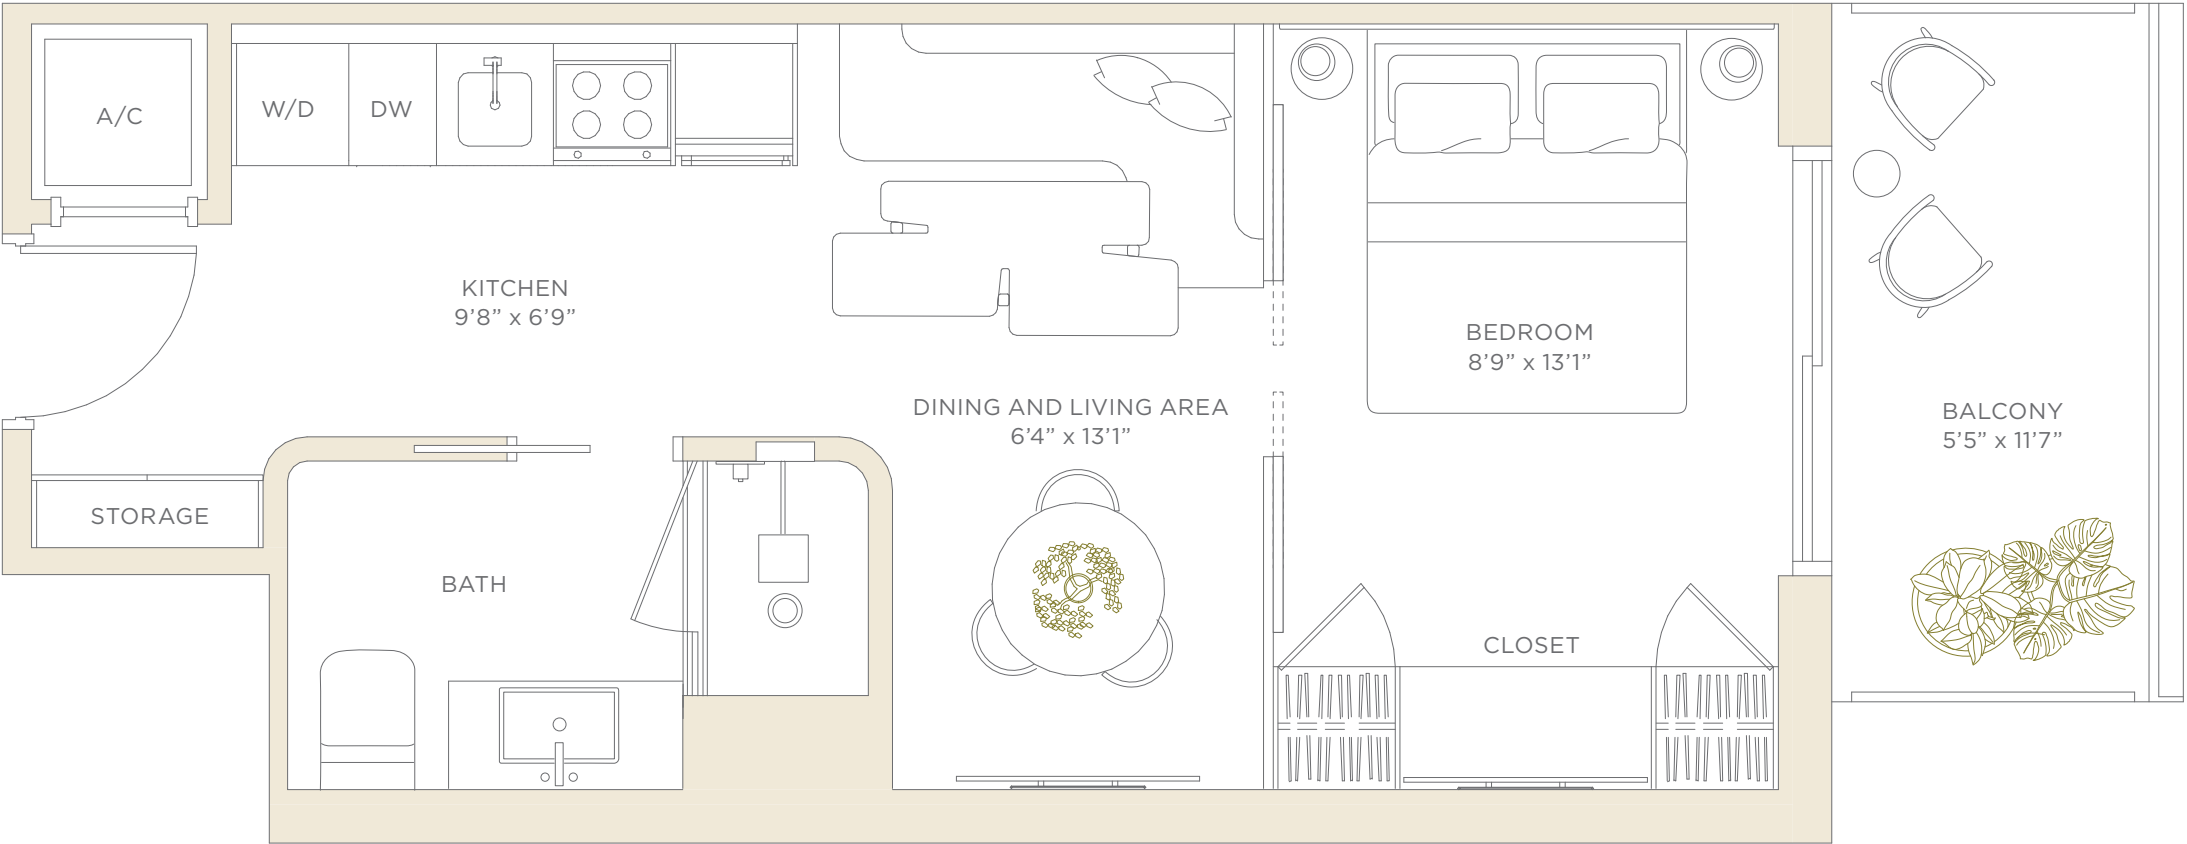 A/C
W/D
DW
KITCHEN
9’8” x 6’9”
BEDROOM
8’9” x 13’1”
DINING AND LIVING AREA
6’4” x 13’1”
BALCONY
5’5” x 11’7”
STORAGE
BATH
CLOSET